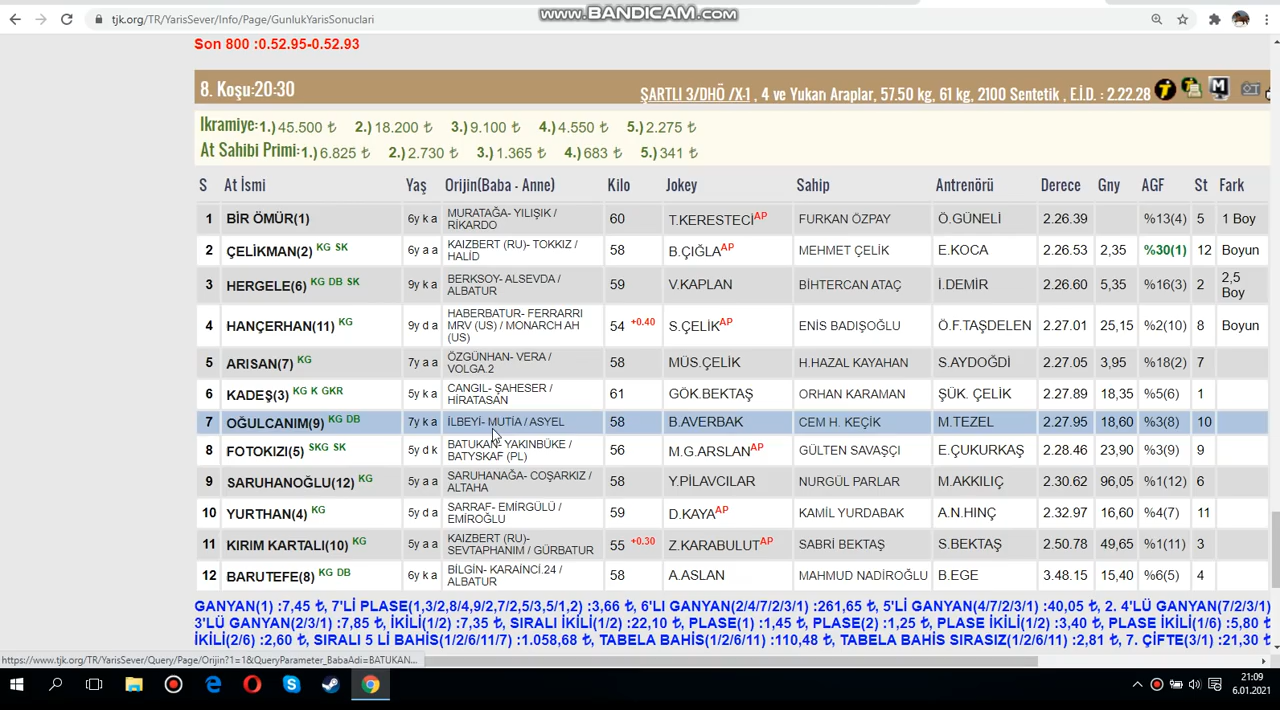 www.BANDICAM.com
tjk.org/TR/YarisSever/Info/Page/GunlukYarisSonuclari
Son 800 :0.52.95-0.52.93
8. Koşu:20:30
ŞARTLI 3/DHÖ /X-1 , 4 ve Yukarı Araplar, 57.50 kg, 61 kg, 2100 Sentetik , E.İ.D. : 2.22.28
İkramiye: 1.) 45.500 ₺ 2.) 18.200 ₺ 3.) 9.100 ₺ 4.) 4.550 ₺ 5.) 2.275 ₺
At Sahibi Primi: 1.) 6.825 ₺ 2.) 2.730 ₺ 3.) 1.365 ₺ 4.) 683 ₺ 5.) 341 ₺
S At İsmi Yaş Orijin(Baba - Anne) Kilo Jokey Sahip Antrenörü Derece Gny AGF St Fark
1 BİR ÖMÜR(1) 6y k a MURATAĞA- YILIŞIK / RİKARDO 60 T.KERESTECİ AP FURKAN ÖZPAY Ö.GÜNELİ 2.26.39 %13(4) 5 1 Boy
2 ÇELİKMAN(2) KG SK 6y a a KAIZBERT (RU)- TOKKIZ / HALİD 58 B.ÇIĞLA AP MEHMET ÇELİK E.KOCA 2.26.53 2,35 %30(1) 12 Boyun
3 HERGELE(6) KG DB SK 9y k a BERKSOY- ALSEVDA / ALBATUR 59 V.KAPLAN BİHTERCAN ATAÇ İ.DEMİR 2.26.60 5,35 %16(3) 2 2,5 Boy
4 HANÇERHAN(11) KG 9y d a HABERBATUR- FERRARRI MRV (US) / MONARCH AH (US) 54 +0.40 S.ÇELİK AP ENİS BADIŞOĞLU Ö.F.TAŞDELEN 2.27.01 25,15 %2(10) 8 Boyun
5 ARISAN(7) KG 7y a a ÖZGÜNHAN- VERA / VOLGA.2 58 MÜS.ÇELİK H.HAZAL KAYAHAN S.AYDOĞDİ 2.27.05 3,95 %18(2) 7
6 KADEŞ(3) KG K GKR 5y k a CANGIL- ŞAHESER / HİRATASAN 61 GÖK.BEKTAŞ ORHAN KARAMAN ŞÜK. ÇELİK 2.27.89 18,35 %5(6) 1
7 OĞULCANIM(9) KG DB 7y k a İLBEYİ- MUTİA / ASYEL 58 B.AVERBAK CEM H. KEÇİK M.TEZEL 2.27.95 18,60 %3(8) 10
8 FOTOKIZI(5) SKG SK 5y d k BATUKAN- YAKINBÜKE / BATYSKAF (PL) 56 M.G.ARSLAN AP GÜLTEN SAVAŞÇI E.ÇUKURKAŞ 2.28.46 23,90 %3(9) 9
9 SARUHANOĞLU(12) KG 5y a a SARUHANAĞA- COŞARKIZ / ALTAHA 58 Y.PİLAVCILAR NURGÜL PARLAR M.AKKILIÇ 2.30.62 96,05 %1(12) 6
10 YURTHAN(4) KG 5y d a SARRAF- EMİRGÜLÜ / EMİROĞLU 59 D.KAYA AP KAMİL YURDABAK A.N.HINÇ 2.32.97 16,60 %4(7) 11
11 KIRIM KARTALI(10) KG 5y a a KAIZBERT (RU)- SEVTAPHANIM / GÜRBATUR 55 +0.30 Z.KARABULUT AP SABRİ BEKTAŞ S.BEKTAŞ 2.50.78 49,65 %1(11) 3
12 BARUTEFE(8) KG DB 6y k a BİLGİN- KARAİNCİ.24 / ALBATUR 58 A.ASLAN MAHMUD NADİROĞLU B.EGE 3.48.15 15,40 %6(5) 4
GANYAN(1) :7,45 ₺, 7'Lİ PLASE(1,3/2,8/4,9/2,7/2,5/3,5/1,2) :3,66 ₺, 6'LI GANYAN(2/4/7/2/3/1) :261,65 ₺, 5'Lİ GANYAN(4/7/2/3/1) :40,05 ₺, 2. 4'LÜ GANYAN(7/2/3/1)
3'LÜ GANYAN(2/3/1) :7,85 ₺, İKİLİ(1/2) :7,35 ₺, SIRALI İKİLİ(1/2) :22,10 ₺, PLASE(1) :1,45 ₺, PLASE(2) :1,25 ₺, PLASE İKİLİ(1/2) :3,40 ₺, PLASE İKİLİ(1/6) :5,80 ₺
İKİLİ(2/6) :2,60 ₺, SIRALI 5 Lİ BAHİS(1/2/6/11/7) :1.058,68 ₺, TABELA BAHİS(1/2/6/11) :110,48 ₺, TABELA BAHİS SIRASIZ(1/2/6/11) :2,81 ₺, 7. ÇİFTE(3/1) :21,30 ₺
https://www.tjk.org/TR/YarisSever/Query/Page/Orijin?1=1&QueryParameter_BabaAdi=BATUKAN...
21:09
6.01.2021